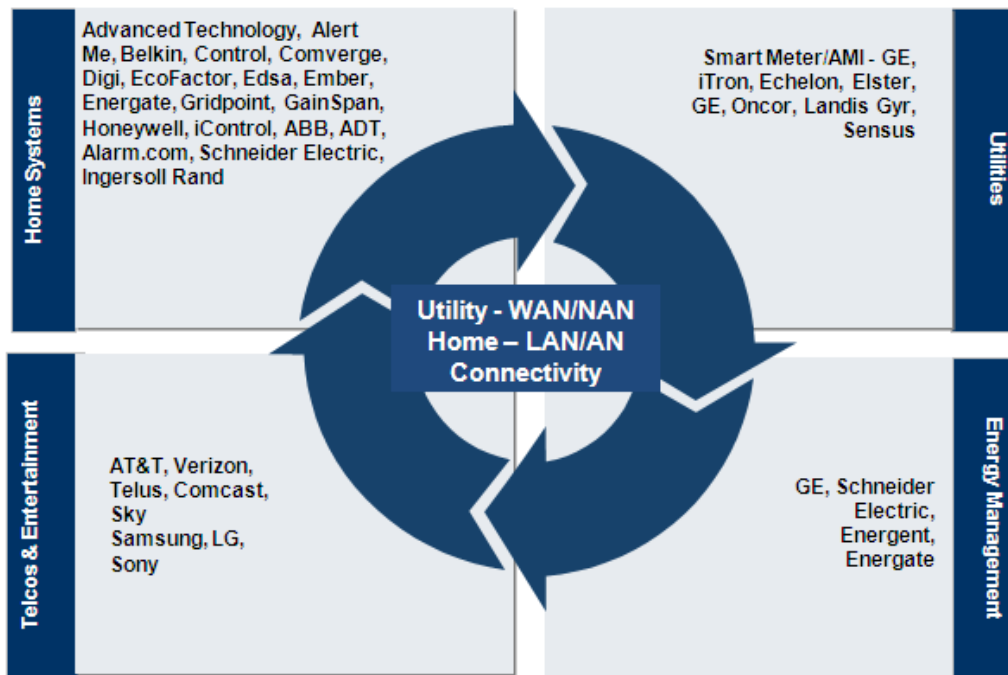 Home Systems
Advanced Technology, Alert
Me, Belkin, Control, Comverge,
Digi, EcoFactor, Edsa, Ember,
Energate, Gridpoint, GainSpan,
Honeywell, iControl, ABB, ADT,
Alarm.com, Schneider Electric,
Ingersoll Rand
Smart Meter/AMI - GE,
iTron, Echelon, Elster,
GE, Oncor, Landis Gyr,
Sensus
Utilities
Utility - WAN/NAN
Home – LAN/AN
Connectivity
Telcos & Entertainment
AT&T, Verizon,
Telus, Comcast,
Sky
Samsung, LG,
Sony
GE, Schneider
Electric,
Energent,
Energate
Energy Management